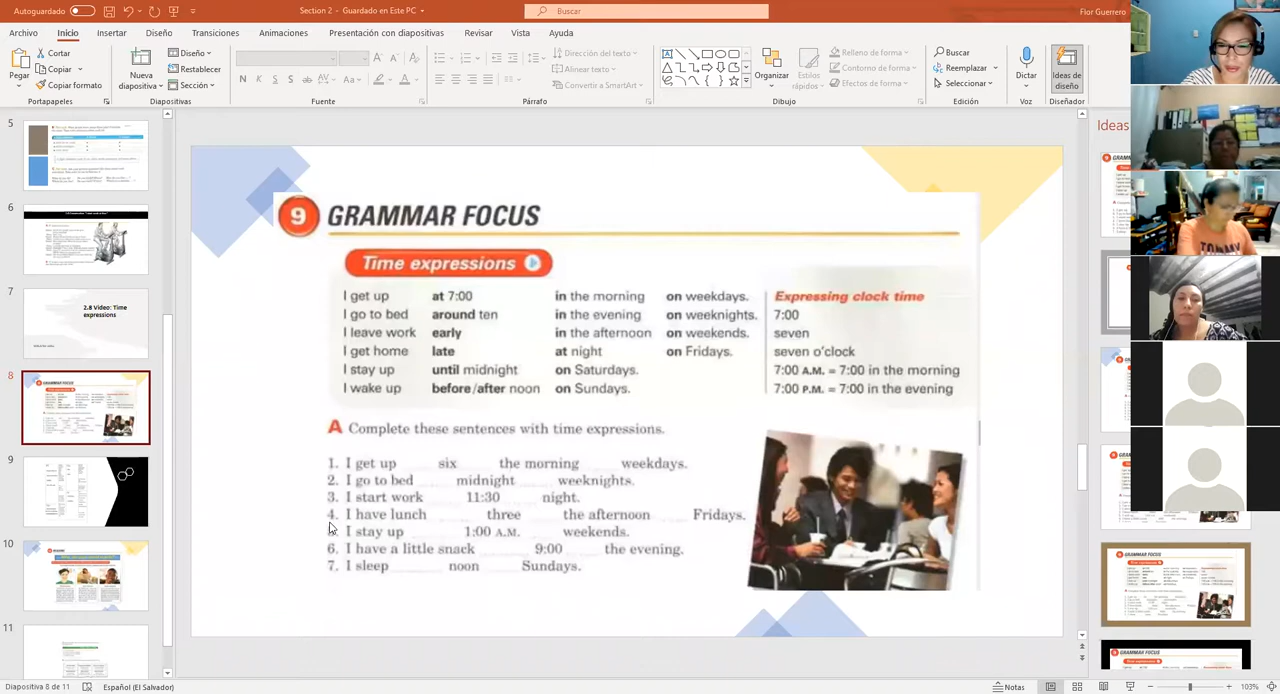 Autoguardado
Section 2 - Guardado en Este PC
Buscar
Flor Guerrero
Archivo Inicio Insertar Diseño Transiciones Animaciones Presentación con diapositivas Revisar Vista Ayuda
Pegar
Cortar
Copiar
Copiar formato
Portapapeles
Nueva diapositiva
Diseño
Restablecer
Sección
Diapositivas
N K S S AV Aa
Fuente
Dirección del texto
Alinear texto
Convertir a SmartArt
Párrafo
Organizar
Estilos rápidos
Relleno de forma
Contorno de forma
Efectos de forma
Dibujo
Buscar
Reemplazar
Seleccionar
Edición
Dictar
Voz
Ideas de diseño
Diseñador
Ideas
5
6
7
2.8 Video: Time
expressions
8
9
10
11
9 GRAMMAR FOCUS
Time expressions
I get up at 7:00 in the morning on weekdays.
I go to bed around ten in the evening on weeknights.
I leave work early in the afternoon on weekends.
I get home late at night on Fridays.
I stay up until midnight on Saturdays.
I wake up before/after noon on Sundays.
Expressing clock time
7:00
seven
seven o'clock
7:00 A.M. = 7:00 in the morning
7:00 P.M. = 7:00 in the evening
A Complete these sentences with time expressions.
1. I get up six the morning weekdays.
2. I go to bed midnight weeknights.
3. I start work 11:30 night.
4. I have lunch three the afternoon Fridays.
I stay up 1:00 A.M. weekends.
6. I have a little snack 9:00 the evening.
7. I sleep noon Sundays.
Diapositiva 8 de 11
Español (El Salvador)
Notas
103%